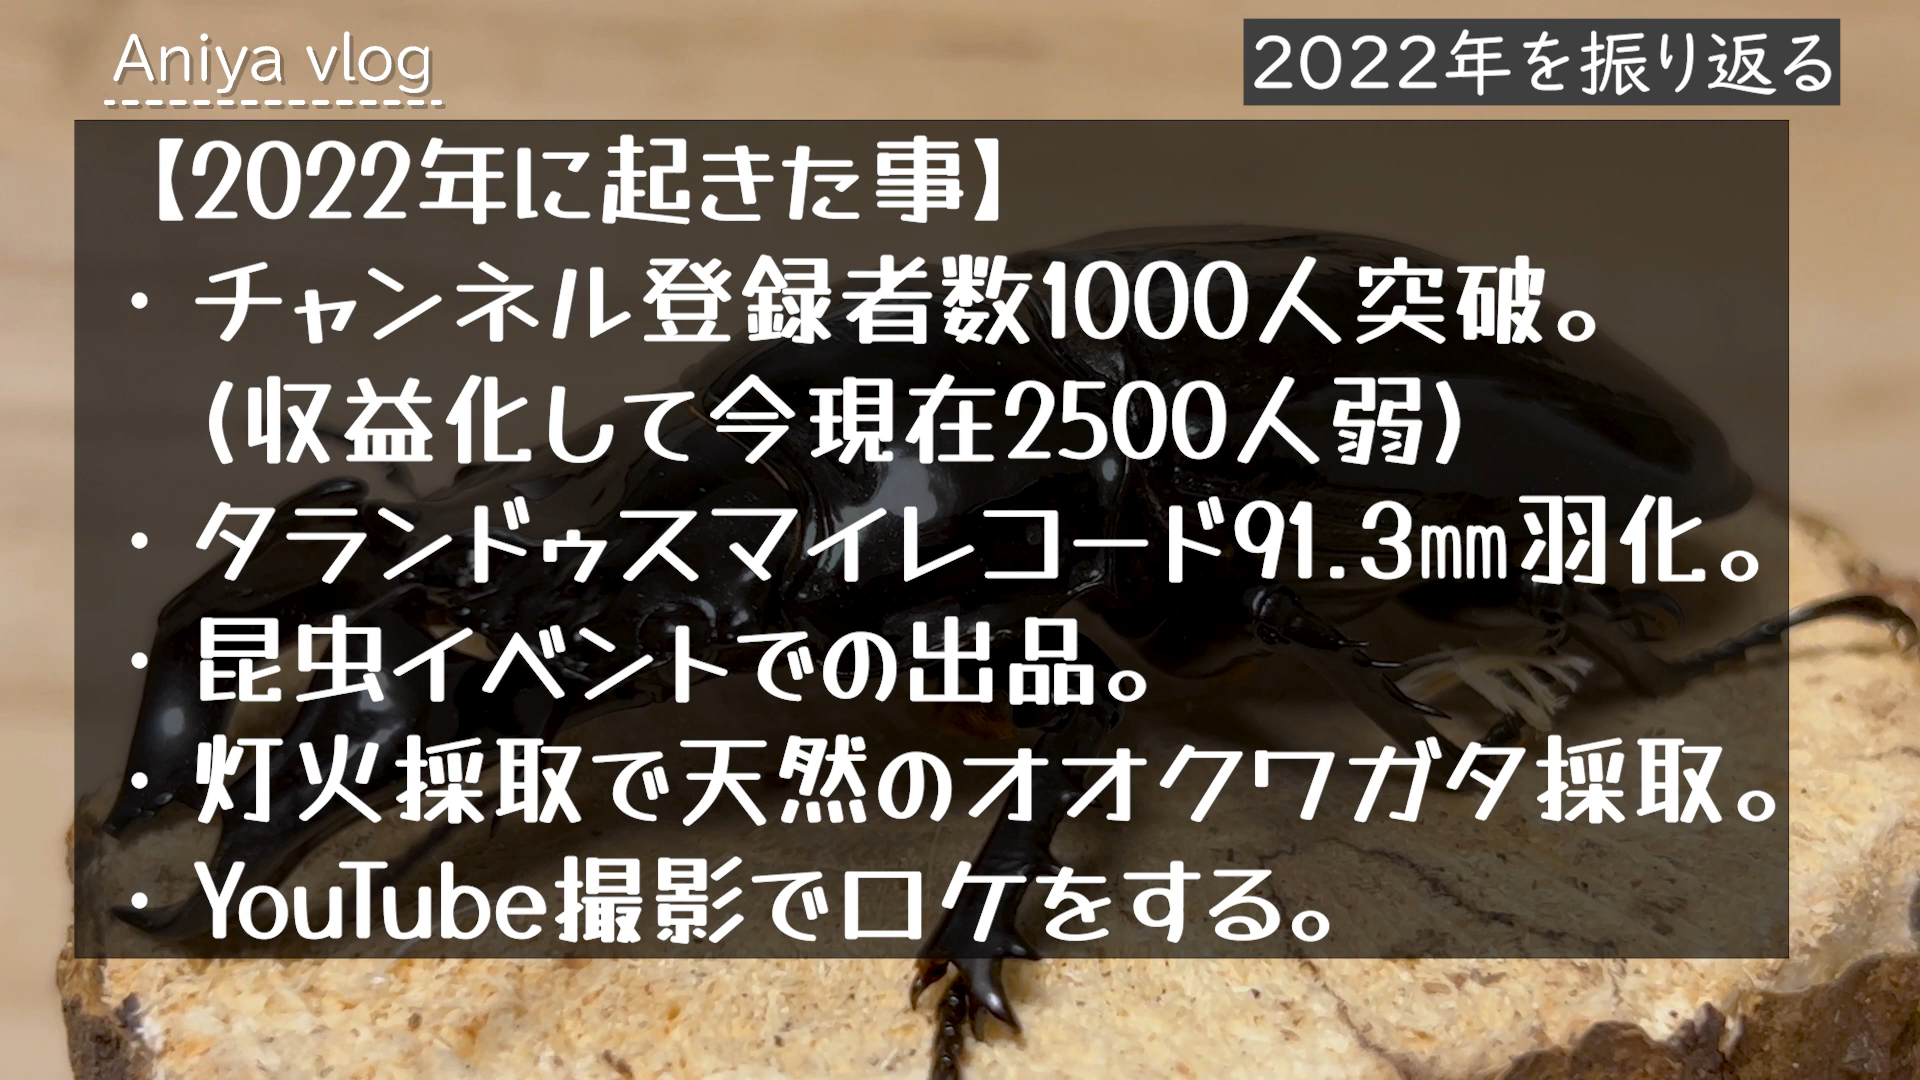 Aniya vlog
2022年を振り返る
【2022年に起きた事】
・チャンネル登録者数1000人突破。
(収益化して今現在2500人弱)
・タランドゥスマイレコード91.3㎜羽化。
・昆虫イベントでの出品。
・灯火採取で天然のオオクワガタ採取。
・YouTube撮影でロケをする。